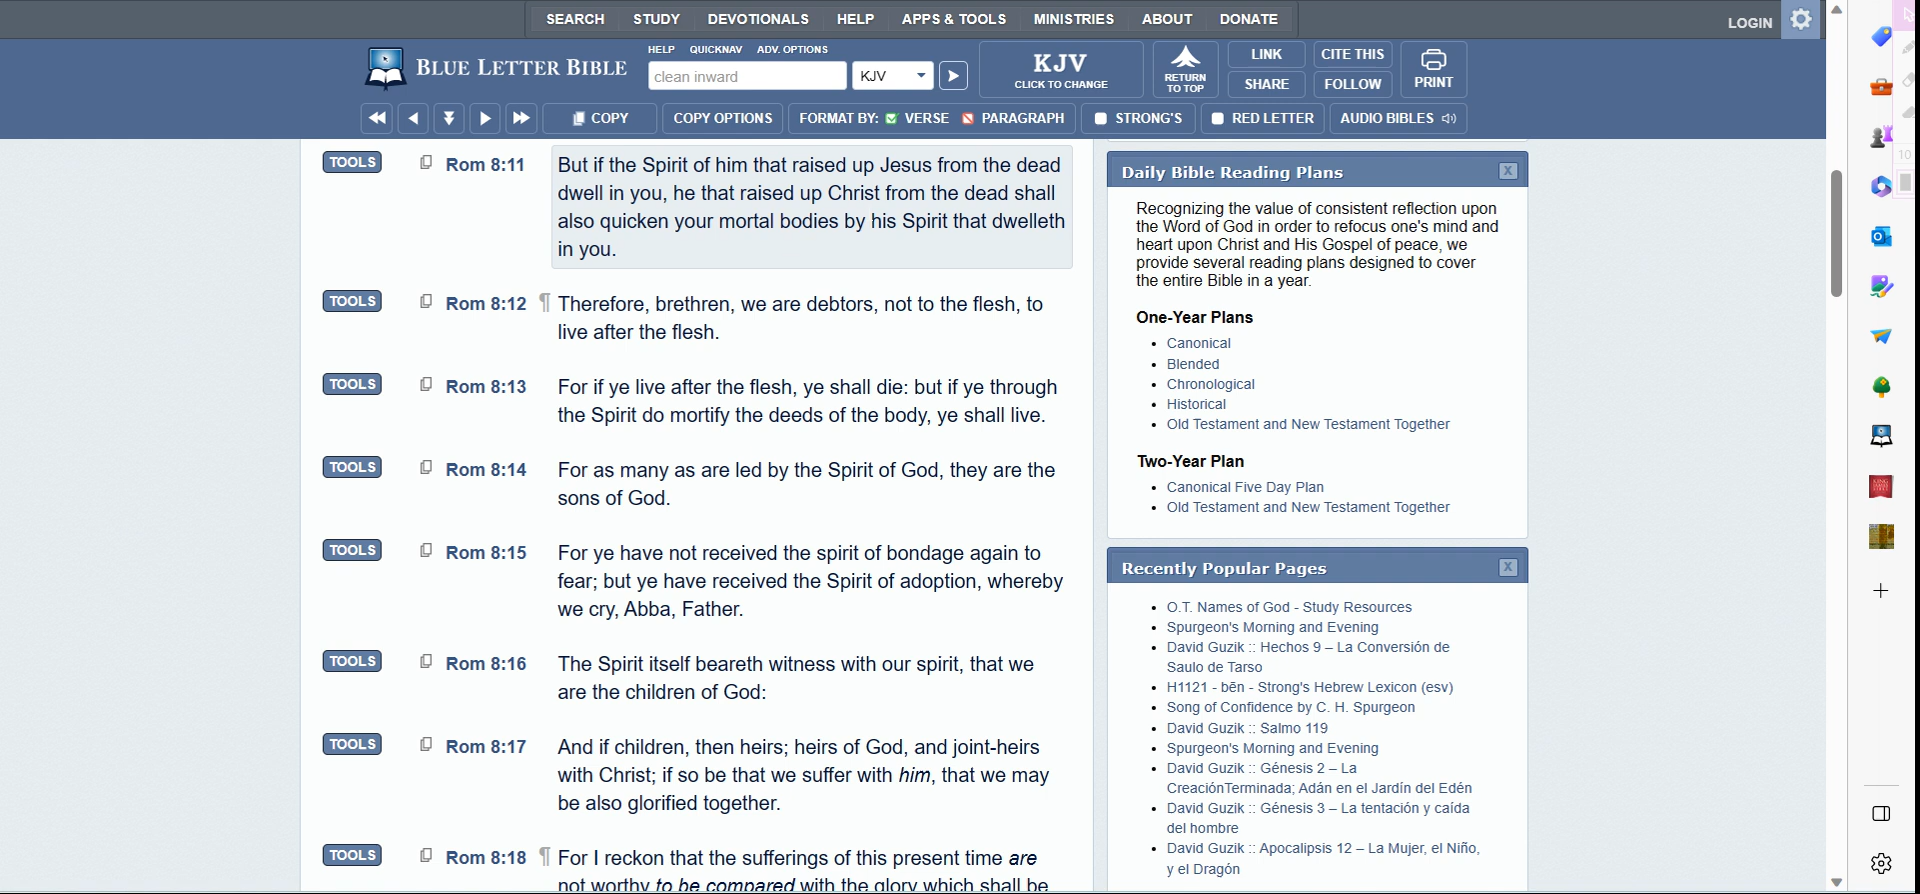 SEARCH STUDY DEVOTIONALS HELP APPS & TOOLS MINISTRIES ABOUT DONATE
LOGIN
BLUE LETTER BIBLE
HELP QUICKNAV ADV. OPTIONS
clean inward
KJV
KJV
CLICK TO CHANGE
RETURN
TO TOP
LINK
CITE THIS
SHARE
FOLLOW
PRINT
COPY
COPY OPTIONS
FORMAT BY: VERSE PARAGRAPH
STRONG'S
RED LETTER
AUDIO BIBLES
TOOLS Rom 8:11 But if the Spirit of him that raised up Jesus from the dead
dwell in you, he that raised up Christ from the dead shall
also quicken your mortal bodies by his Spirit that dwelleth
in you.
TOOLS Rom 8:12 ¶ Therefore, brethren, we are debtors, not to the flesh, to
live after the flesh.
TOOLS Rom 8:13 For if ye live after the flesh, ye shall die: but if ye through
the Spirit do mortify the deeds of the body, ye shall live.
TOOLS Rom 8:14 For as many as are led by the Spirit of God, they are the
sons of God.
TOOLS Rom 8:15 For ye have not received the spirit of bondage again to
fear; but ye have received the Spirit of adoption, whereby
we cry, Abba, Father.
TOOLS Rom 8:16 The Spirit itself beareth witness with our spirit, that we
are the children of God:
TOOLS Rom 8:17 And if children, then heirs; heirs of God, and joint-heirs
with Christ; if so be that we suffer with him, that we may
be also glorified together.
TOOLS Rom 8:18 ¶ For I reckon that the sufferings of this present time are
not worthy to be compared with the glory which shall be
Daily Bible Reading Plans X
Recognizing the value of consistent reflection upon
the Word of God in order to refocus one's mind and
heart upon Christ and His Gospel of peace, we
provide several reading plans designed to cover
the entire Bible in a year.
One-Year Plans
• Canonical
• Blended
• Chronological
• Historical
• Old Testament and New Testament Together
Two-Year Plan
• Canonical Five Day Plan
• Old Testament and New Testament Together
Recently Popular Pages X
• O.T. Names of God - Study Resources
• Spurgeon's Morning and Evening
• David Guzik :: Hechos 9 – La Conversión de
Saulo de Tarso
• H1121 - bēn - Strong's Hebrew Lexicon (esv)
• Song of Confidence by C. H. Spurgeon
• David Guzik :: Salmo 119
• Spurgeon's Morning and Evening
• David Guzik :: Génesis 2 – La
CreaciónTerminada; Adán en el Jardín del Edén
• David Guzik :: Génesis 3 – La tentación y caída
del hombre
• David Guzik :: Apocalipsis 12 – La Mujer, el Niño,
y el Dragón
10